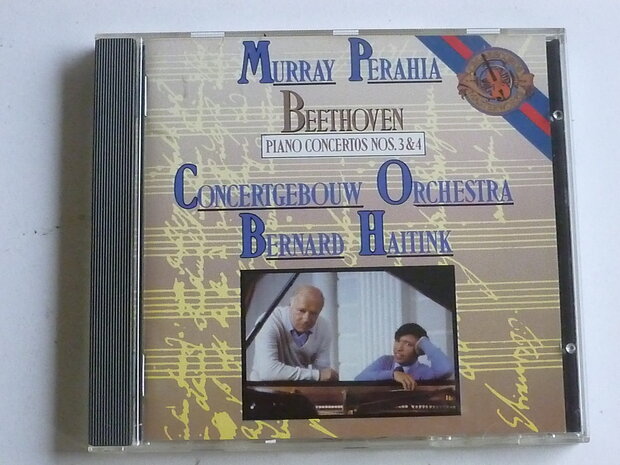 MURRAY PERAHIA
BEETHOVEN
PIANO CONCERTOS NOS. 3 & 4
CONCERTGEBOUW ORCHESTRA
BERNARD HAITINK